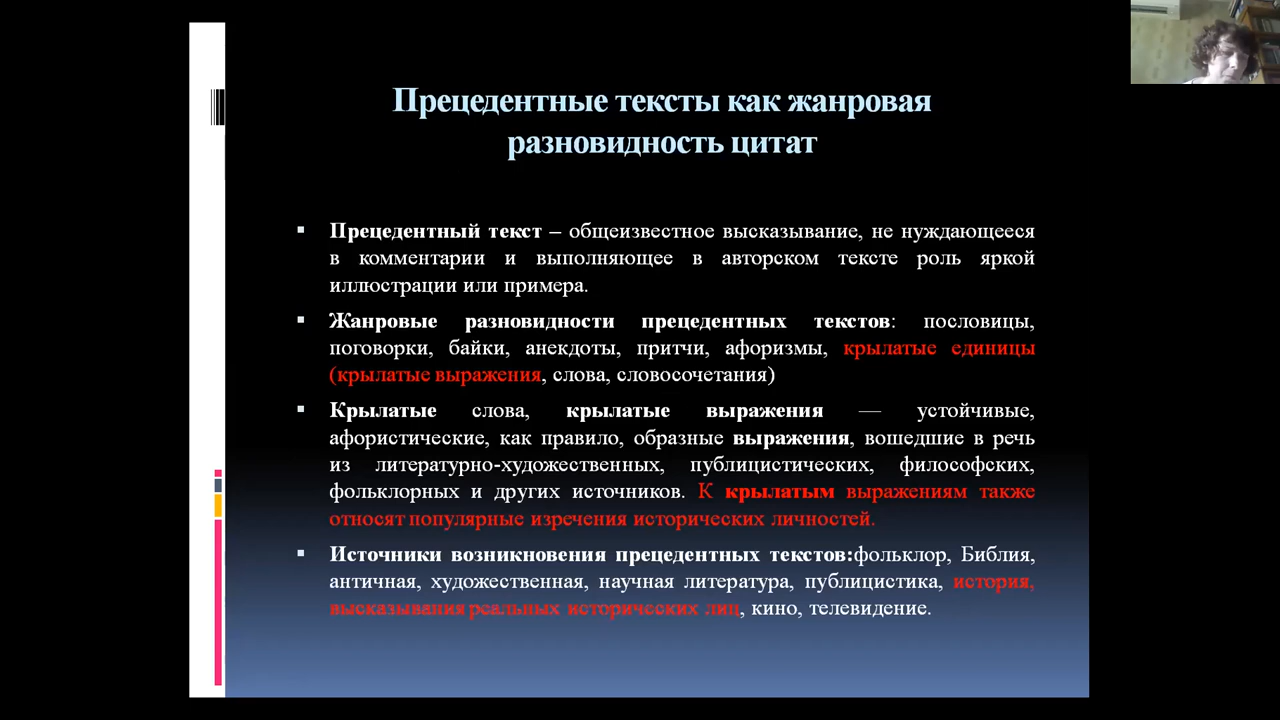 Прецедентные тексты как жанровая
разновидность цитат
Прецедентный текст – общеизвестное высказывание, не нуждающееся
в комментарии и выполняющее в авторском тексте роль яркой
иллюстрации или примера.
Жанровые разновидности прецедентных текстов: пословицы,
поговорки, байки, анекдоты, притчи, афоризмы, крылатые единицы
(крылатые выражения, слова, словосочетания)
Крылатые слова, крылатые выражения — устойчивые,
афористические, как правило, образные выражения, вошедшие в речь
из литературно-художественных, публицистических, философских,
фольклорных и других источников. К крылатым выражениям также
относят популярные изречения исторических личностей.
Источники возникновения прецедентных текстов:фольклор, Библия,
античная, художественная, научная литература, публицистика, история,
высказывания реальных исторических лиц, кино, телевидение.